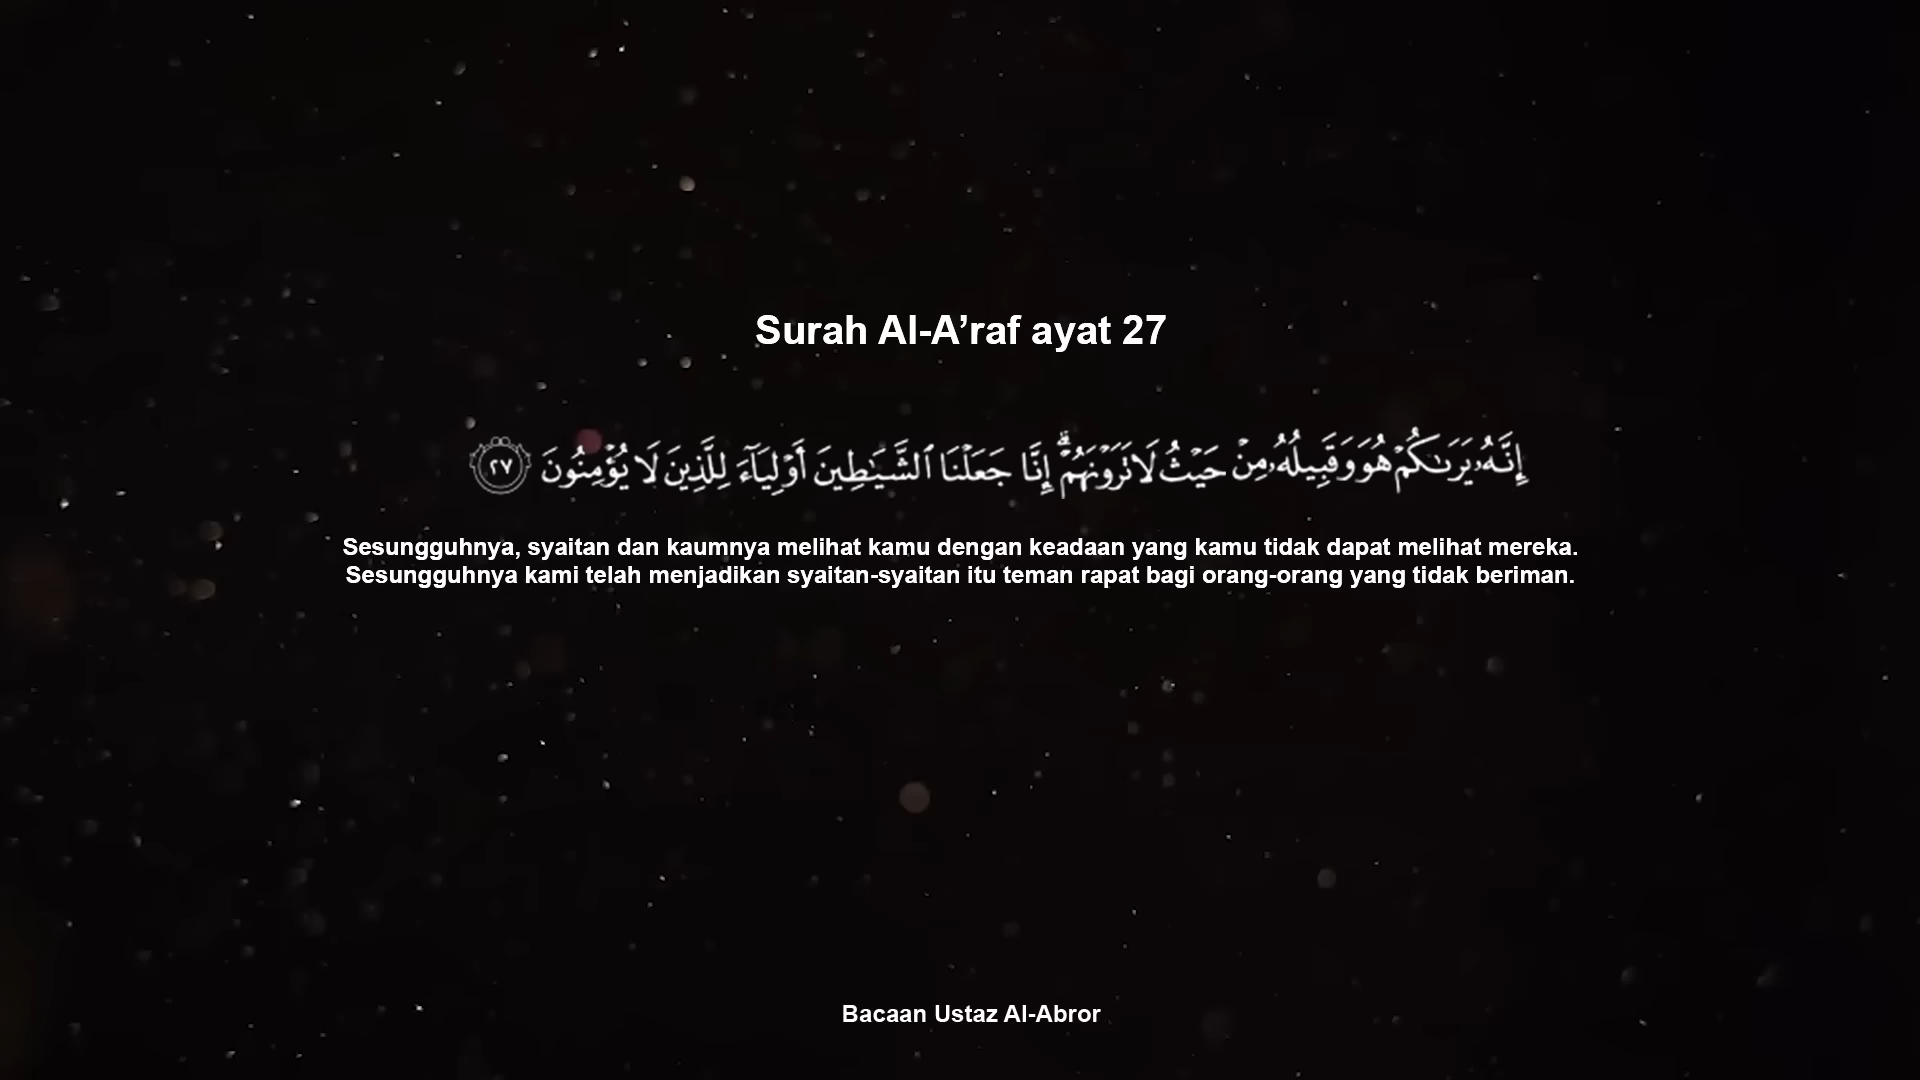 Surah Al-A’raf ayat 27
إِنَّهُۥ يَرَىٰكُمْ هُوَ وَقَبِيلُهُۥ مِنْ حَيْثُ لَا تَرَوْنَهُمْ ۗ إِنَّا جَعَلْنَا ٱلشَّيَٰطِينَ أَوْلِيَآءَ لِلَّذِينَ لَا يُؤْمِنُونَ ٢٧
Sesungguhnya, syaitan dan kaumnya melihat kamu dengan keadaan yang kamu tidak dapat melihat mereka.
Sesungguhnya kami telah menjadikan syaitan-syaitan itu teman rapat bagi orang-orang yang tidak beriman.
Bacaan Ustaz Al-Abror